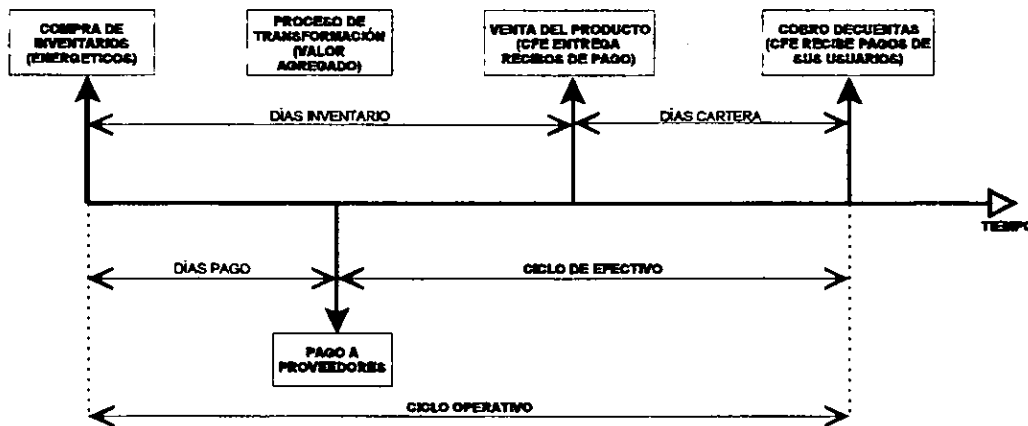 COMPRA DE
INVENTARIOS
(ENERGETICOS)
PROCESO DE
TRANSFORMACIÓN
(VALOR
AGREGADO)
VENTA DEL PRODUCTO
(CFE ENTREGA
RECIBOS DE PAGO)
COBRO DECUENTAS
(CFE RECIBE PAGOS DE
SUS USUARIOS)
DÍAS INVENTARIO
DÍAS CARTERA
TIEMPO
DÍAS PAGO
CICLO DE EFECTIVO
PAGO A
PROVEEDORES
CICLO OPERATIVO